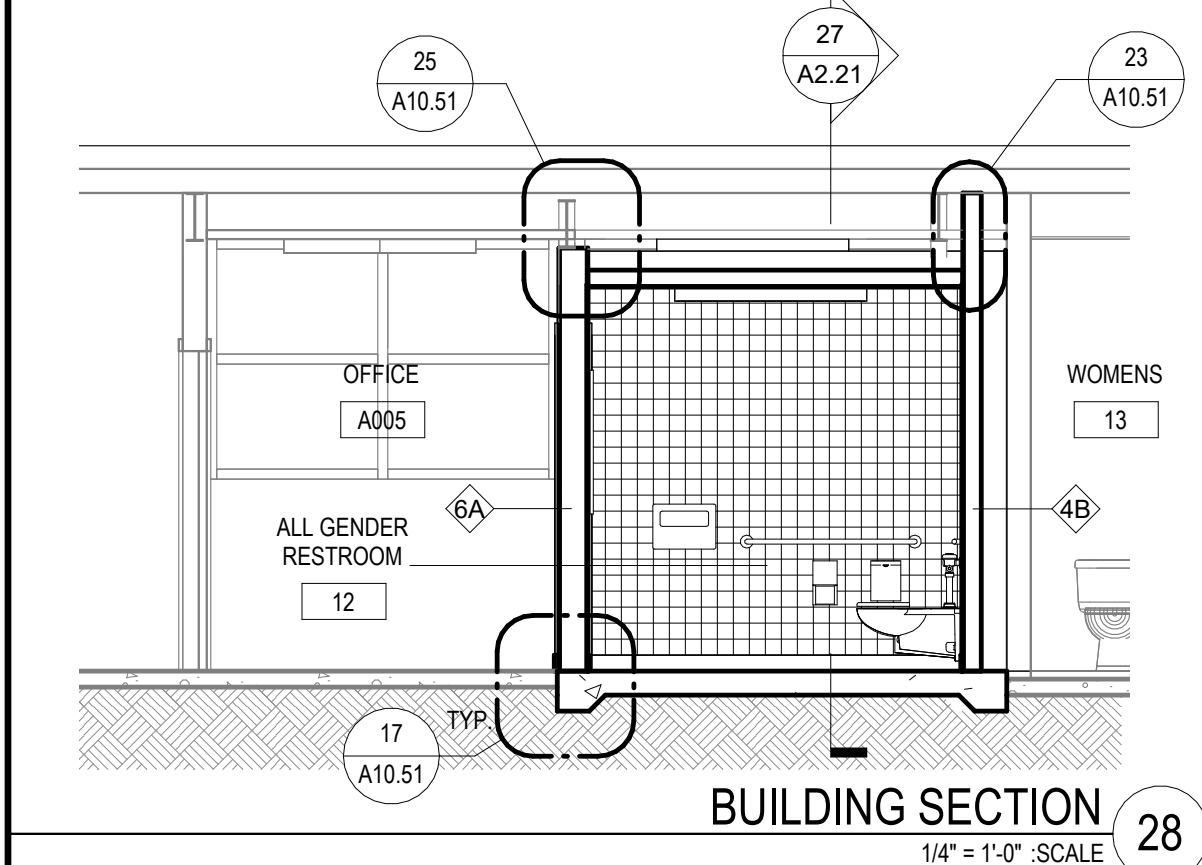 27
A2.21
25
A10.51
23
A10.51
OFFICE
A005
WOMENS
13
6A
4B
ALL GENDER
RESTROOM
12
TYP.
17
A10.51
BUILDING SECTION
28
1/4" = 1'-0" :SCALE